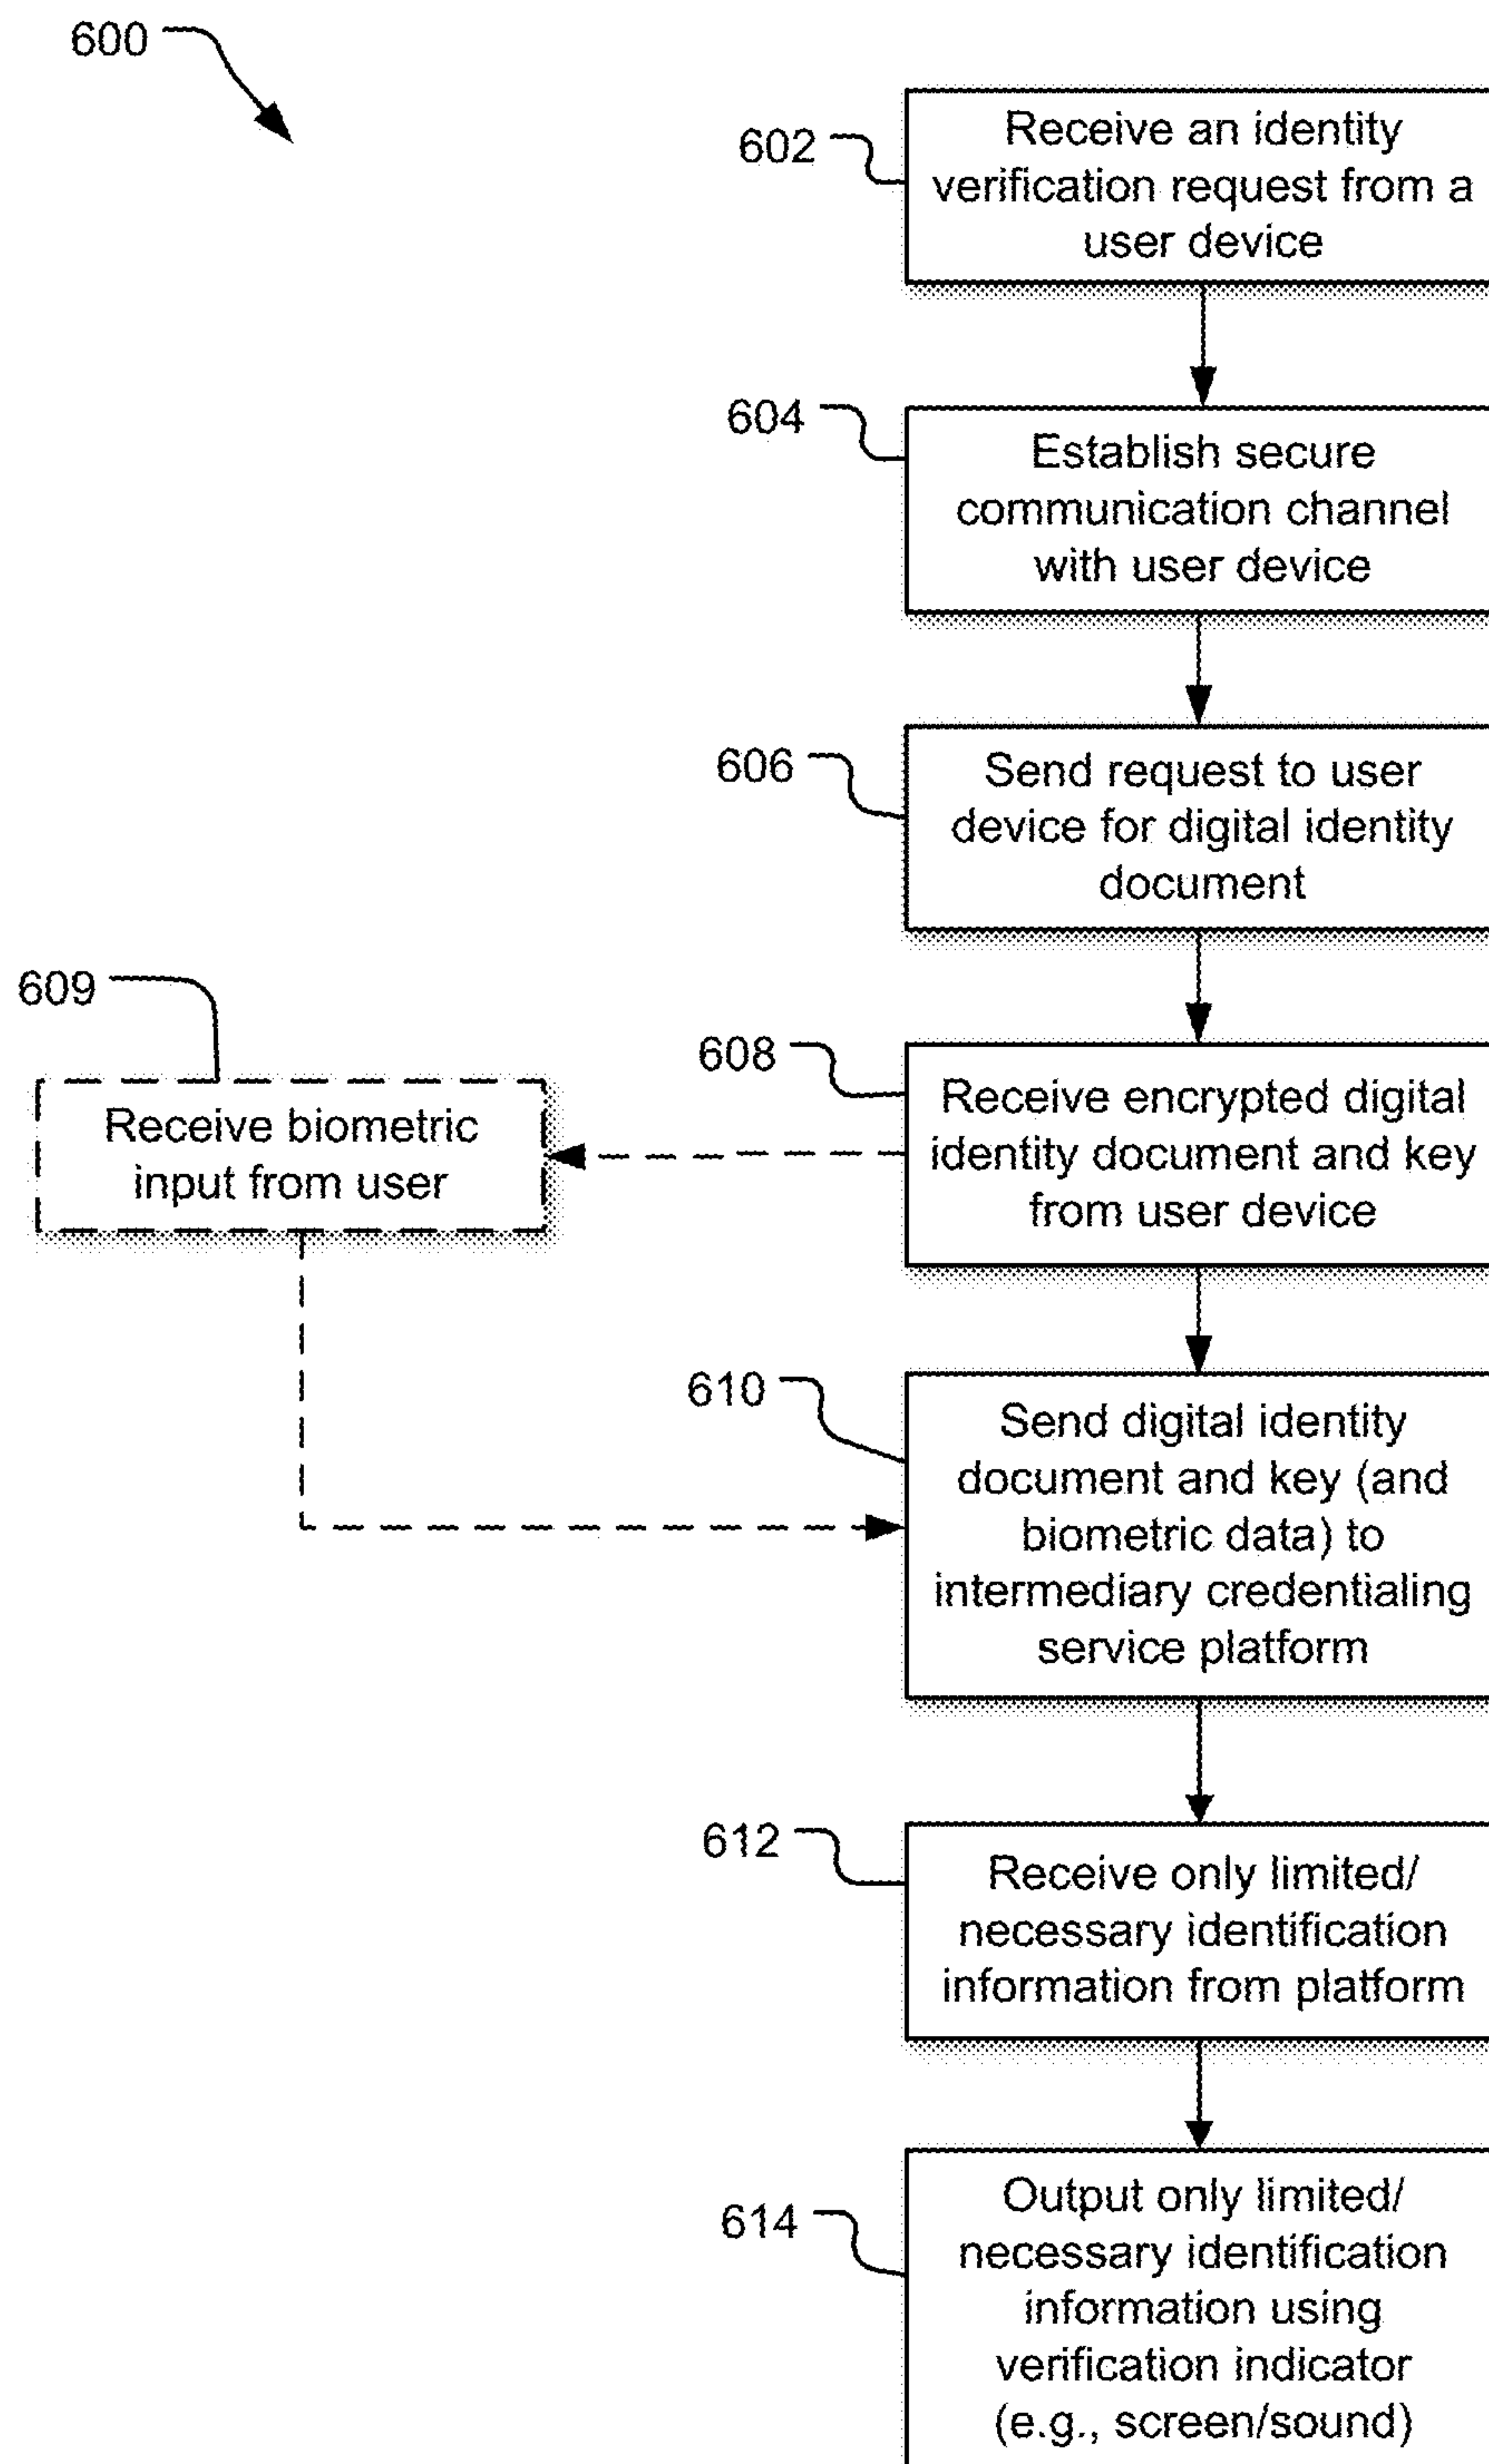 600
602
Receive an identity
verification request from a
user device
604
Establish secure
communication channel
with user device
606
Send request to user
device for digital identity
document
609
Receive biometric
input from user
608
Receive encrypted digital
identity document and key
from user device
610
Send digital identity
document and key (and
biometric data) to
intermediary credentialing
service platform
612
Receive only limited/
necessary identification
information from platform
614
Output only limited/
necessary identification
information using
verification indicator
(e.g., screen/sound)